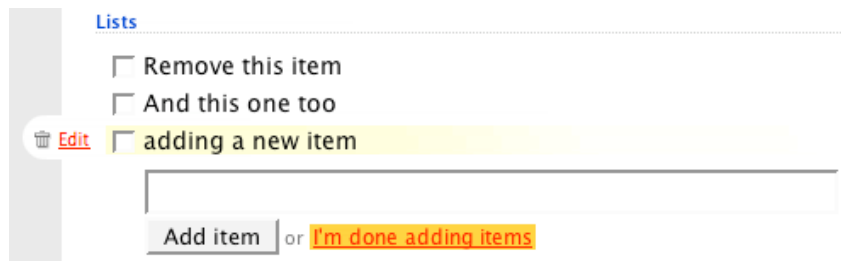 Lists
Remove this item
And this one too
Edit adding a new item
Add item or I'm done adding items